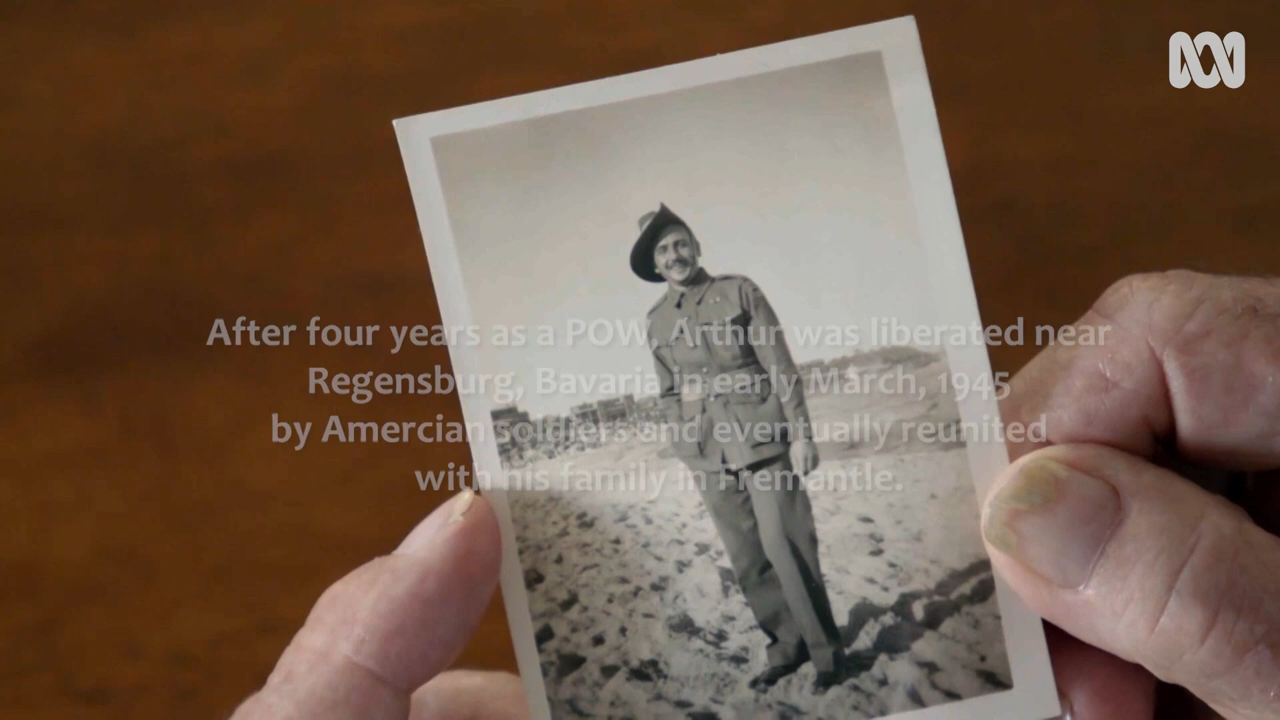 After four years as a POW Arthur was liberated near
Regensburg, Bavaria in early March, 1945
by Amercian soldiers and eventually reunited
with his family in Fremantle.